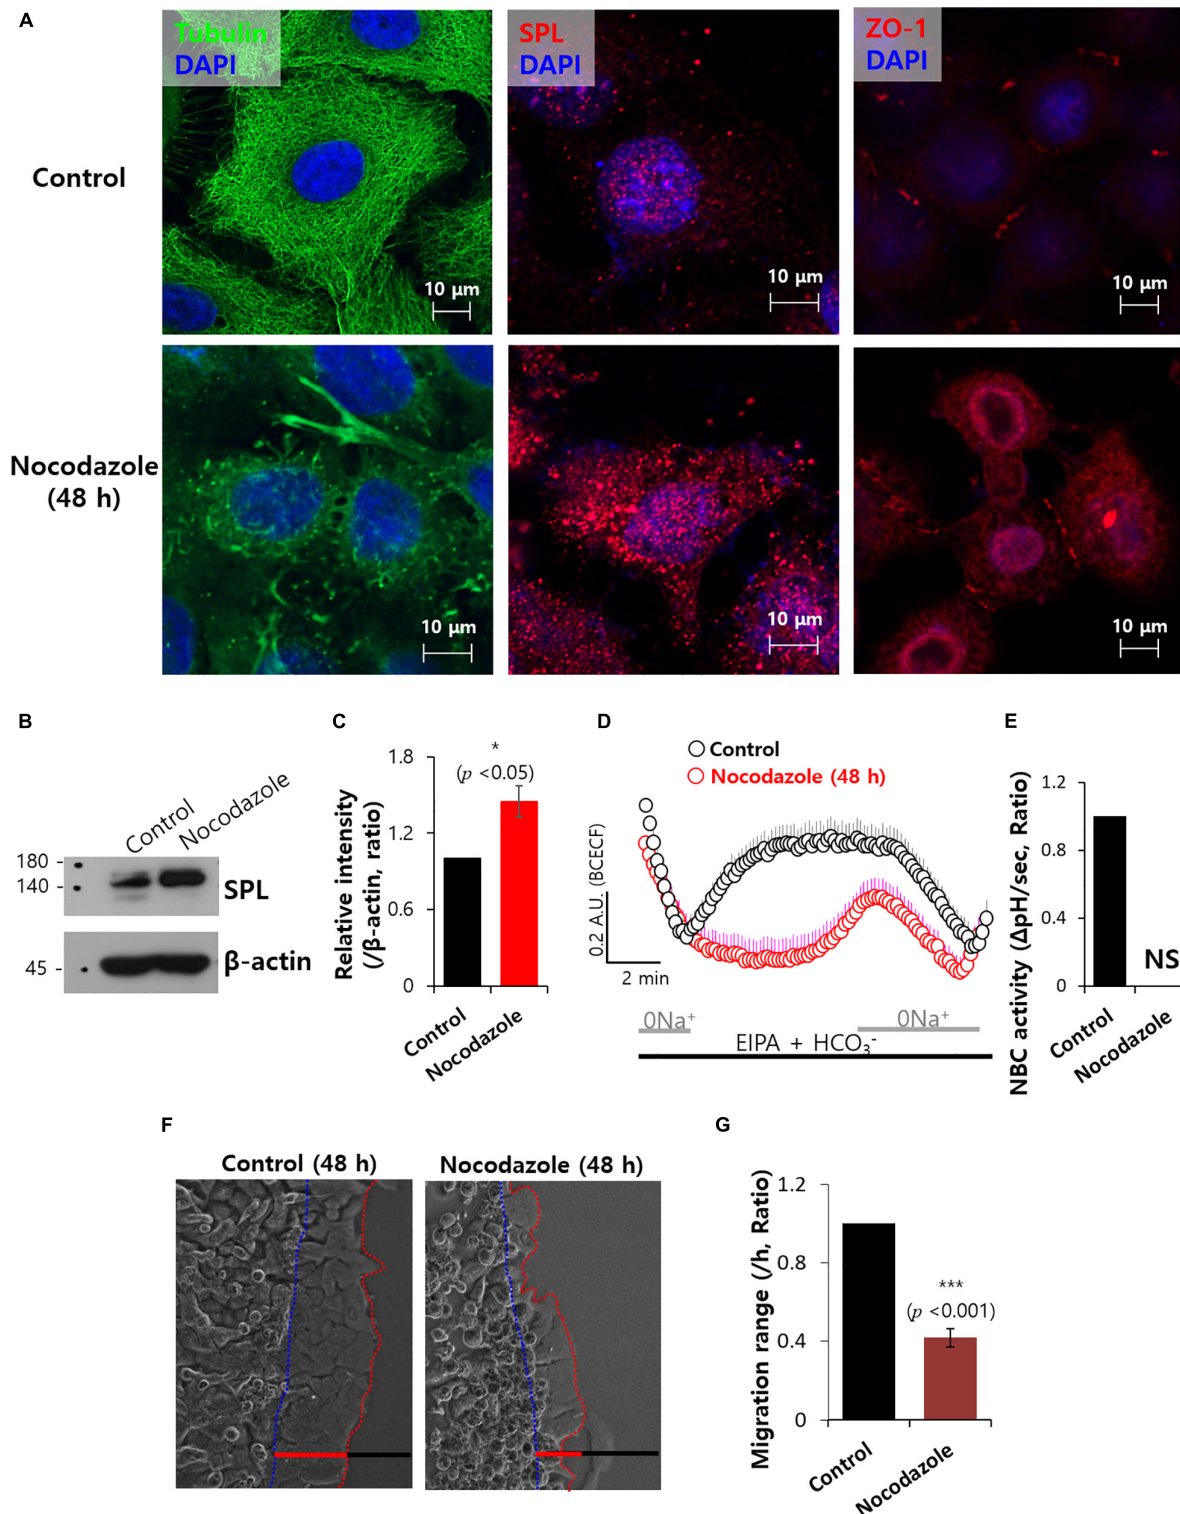 A
Tubulin
DAPI
SPL
DAPI
ZO-1
DAPI
Control
10 µm
10 µm
10 µm
Nocodazole
(48 h)
10 µm
10 µm
10 µm
B
Control
Nocodazole
180 -
140 -
SPL
45 -
β-actin
C
Relative intensity
(/β-actin, ratio)
1.8
1.2
0.6
0
*
(p <0.05)
Control
Nocodazole
D
Control
Nocodazole (48 h)
0.2 A.U. (BCECF)
2 min
0Na⁺
0Na⁺
EIPA + HCO₃⁻
E
NBC activity (ΔpH/sec, Ratio)
1.2
0.8
0.4
0
NS
Control
Nocodazole
F
Control (48 h)
Nocodazole (48 h)
G
Migration range (/h, Ratio)
1.2
0.8
0.4
0
***
(p <0.001)
Control
Nocodazole